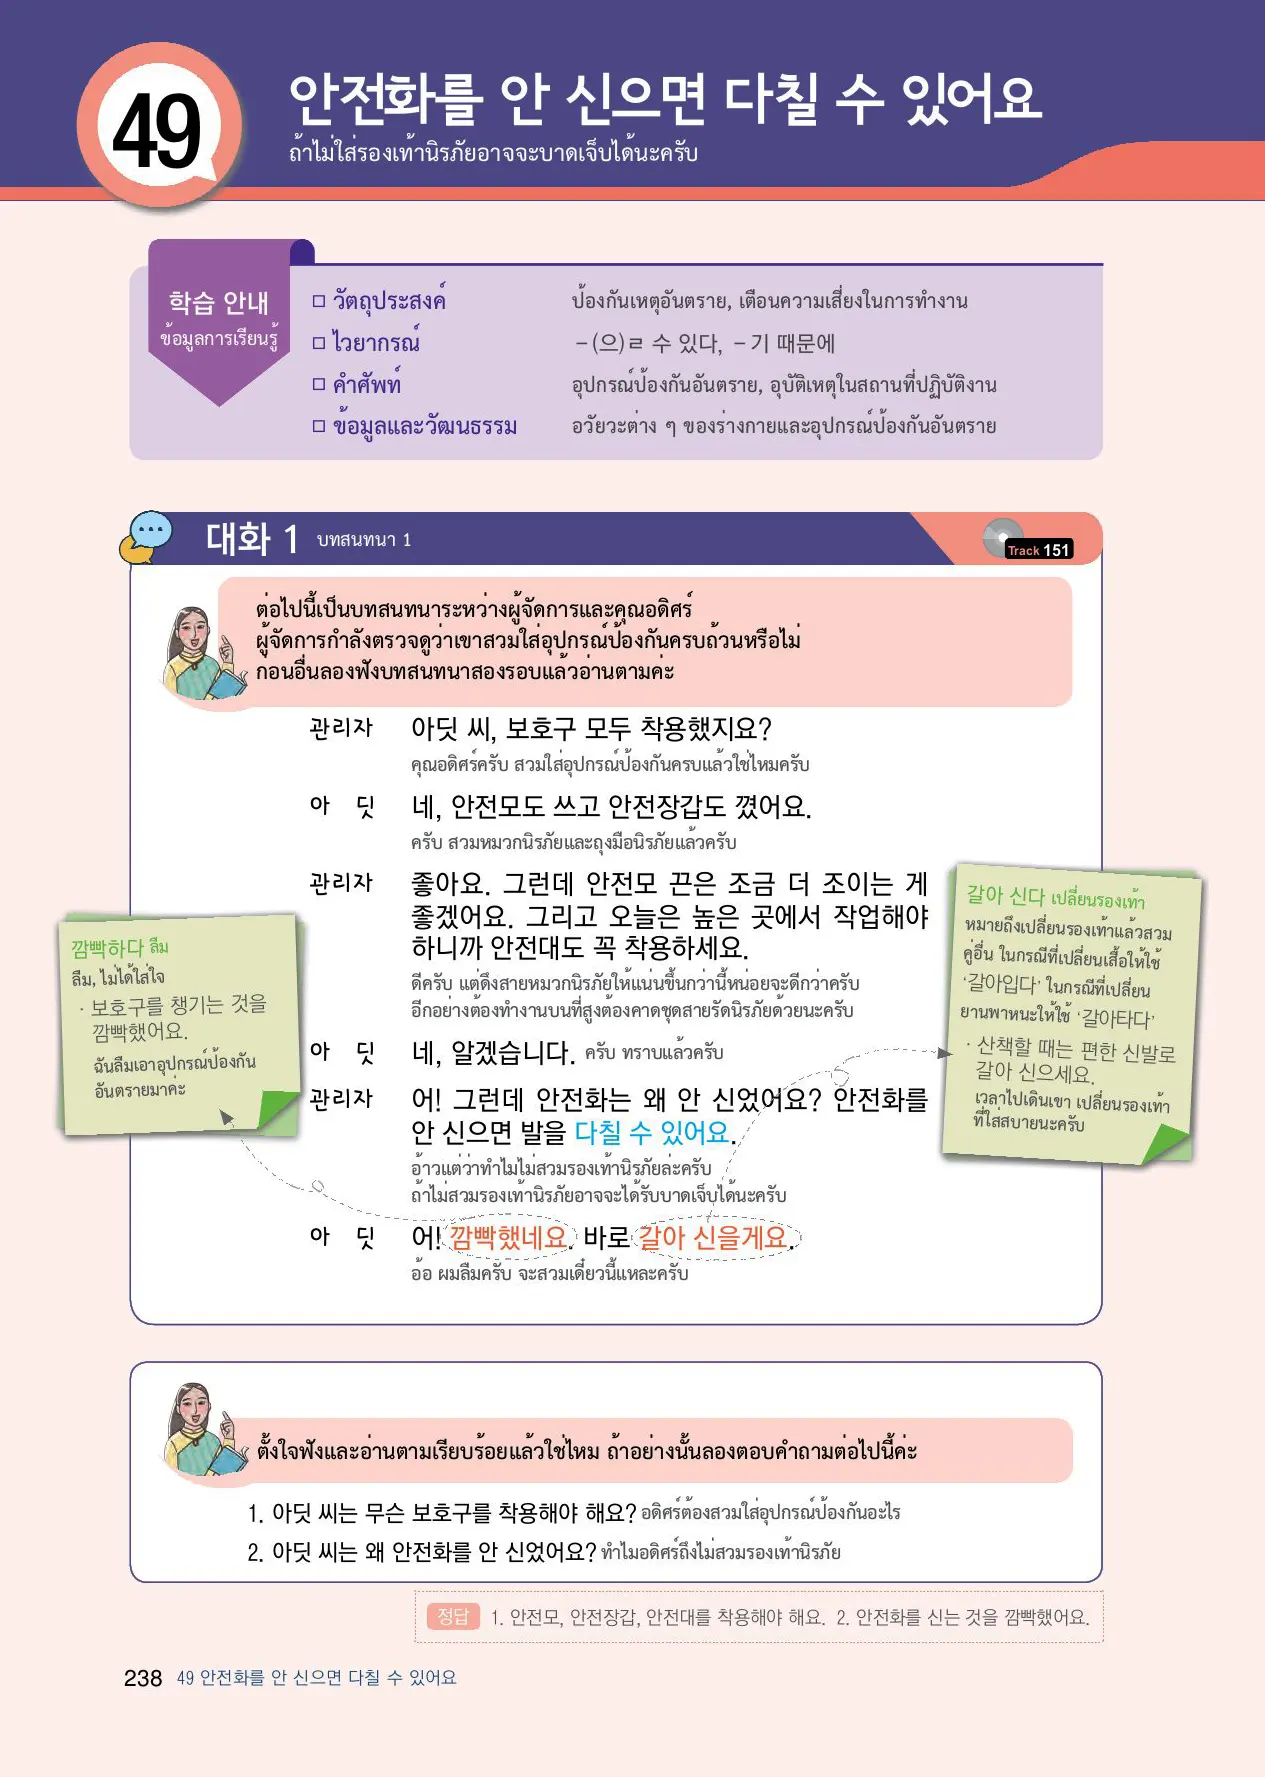 49
안전화를 안 신으면 다칠 수 있어요
ถ้าไม่ใส่รองเท้านิรภัยอาจจะบาดเจ็บได้นะครับ
학습 안내
ข้อมูลการเรียนรู้
□ วัตถุประสงค์ ป้องกันเหตุอันตราย, เตือนความเสี่ยงในการทำงาน
□ ไวยากรณ์ –(으)ㄹ 수 있다, –기 때문에
□ คำศัพท์ อุปกรณ์ป้องกันอันตราย, อุบัติเหตุในสถานที่ปฏิบัติงาน
□ ข้อมูลและวัฒนธรรม อวัยวะต่าง ๆ ของร่างกายและอุปกรณ์ป้องกันอันตราย
대화 1 บทสนทนา 1
Track 151
ต่อไปนี้เป็นบทสนทนาระหว่างผู้จัดการและคุณอดิศร์
ผู้จัดการกำลังตรวจดูว่าเขาสวมใส่อุปกรณ์ป้องกันครบถ้วนหรือไม่
กอนอื่นลองฟังบทสนทนาสองรอบแล้วอ่านตามค่ะ
관리자 아딧 씨, 보호구 모두 착용했지요?
คุณอดิศร์ครับ สวมใส่อุปกรณ์ป้องกันครบแล้วใช่ไหมครับ
아 딧 네, 안전모도 쓰고 안전장갑도 꼈어요.
ครับ สวมหมวกนิรภัยและถุงมือนิรภัยแล้วครับ
관리자 좋아요. 그런데 안전모 끈은 조금 더 조이는 게
좋겠어요. 그리고 오늘은 높은 곳에서 작업해야
하니까 안전대도 꼭 착용하세요.
ดีครับ แต่ดึงสายหมวกนิรภัยให้แน่นขึ้นกว่านี้หน่อยจะดีกว่าครับ
อีกอย่างต้องทำงานบนที่สูงต้องคาดชุดสายรัดนิรภัยด้วยนะครับ
아 딧 네, 알겠습니다. ครับ ทราบแล้วครับ
관리자 어! 그런데 안전화는 왜 안 신었어요? 안전화를
안 신으면 발을 다칠 수 있어요.
อ้าวแต่ว่าทำไมไม่สวมรองเท้านิรภัยล่ะครับ
ถ้าไม่สวมรองเท้านิรภัยอาจจะได้รับบาดเจ็บได้นะครับ
아 딧 어! 깜빡했네요. 바로 갈아 신을게요.
อ้อ ผมลืมครับ จะสวมเดี๋ยวนี้แหละครับ
깜빡하다 ลืม
ลืม, ไม่ได้ใส่ใจ
· 보호구를 챙기는 것을
깜빡했어요.
ฉันลืมเอาอุปกรณ์ป้องกัน
อันตรายมาค่ะ
갈아 신다 เปลี่ยนรองเท้า
หมายถึงเปลี่ยนรองเท้าแล้วสวม
คู่อื่น ในกรณีที่เปลี่ยนเสื้อให้ใช้
‘갈아입다’ ในกรณีที่เปลี่ยน
ยานพาหนะให้ใช้ ‘갈아타다’
· 산책할 때는 편한 신발로
갈아 신으세요.
เวลาไปเดินเขา เปลี่ยนรองเท้า
ที่ใส่สบายนะครับ
ตั้งใจฟังและอ่านตามเรียบร้อยแล้วใช่ไหม ถ้าอย่างนั้นลองตอบคำถามต่อไปนี้ค่ะ
1. 아딧 씨는 무슨 보호구를 착용해야 해요? อดิศร์ต้องสวมใส่อุปกรณ์ป้องกันอะไร
2. 아딧 씨는 왜 안전화를 안 신었어요? ทำไมอดิศร์ถึงไม่สวมรองเท้านิรภัย
정답 1. 안전모, 안전장갑, 안전대를 착용해야 해요. 2. 안전화를 신는 것을 깜빡했어요.
238 49 안전화를 안 신으면 다칠 수 있어요